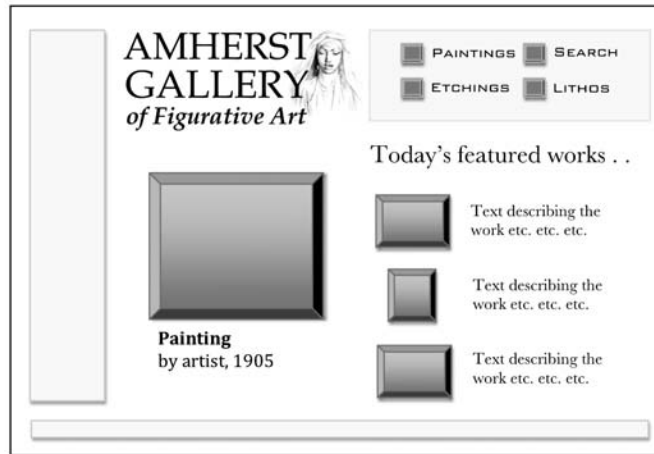 AMHERST
GALLERY
of Figurative Art
PAINTINGS
SEARCH
ETCHINGS
LITHOS
Today's featured works . .
Painting
by artist, 1905
Text describing the
work etc. etc. etc.
Text describing the
work etc. etc. etc.
Text describing the
work etc. etc. etc.